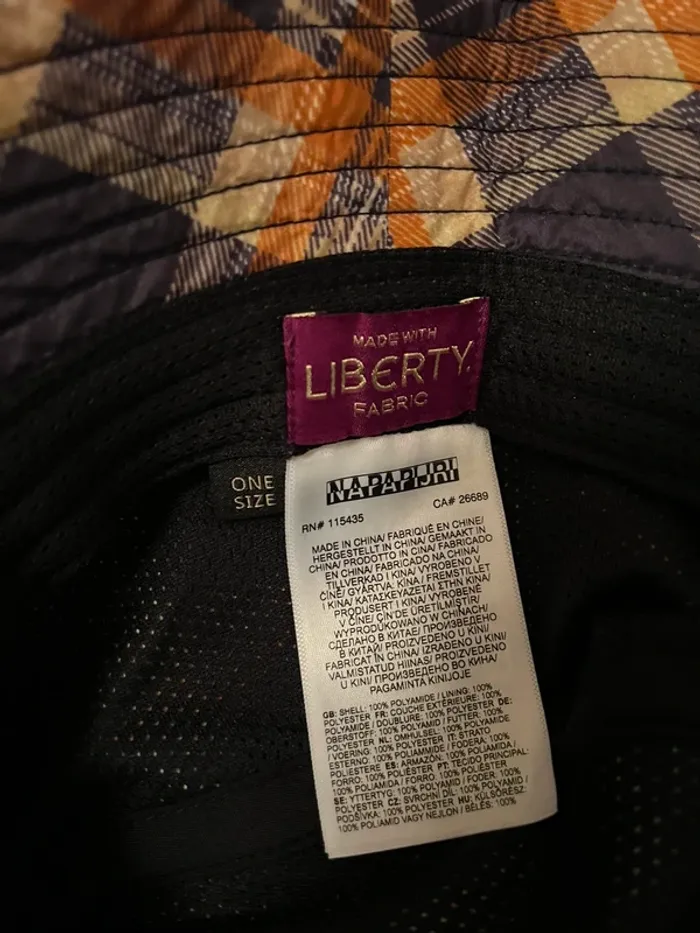 MADE WITH
LIBERTY.
FABRIC
ONE
SIZE
NAPAPIJRI
RN# 115435
CA# 26689
MADE IN CHINA/ FABRIQUÉ EN CHINE/
HERGESTELLT IN CHINA/ GEMAAKT IN
CHINA/ PRODOTTO IN CINA/ FABRICADO
EN CHINA/ FABRICADO NA CHINA/
TILLVERKAD I KINA/ VYROBENO V
ČÍNĚ/ GYÁRTVA: KÍNA / FREMSTILLET
I KINA/ ΚΑΤΑΣΚΕΥΑΖΕΤΑΙ ΣΤΗΝ ΚΙΝΑ/
PRODUSERT I KINA/ VYROBENÉ
V ČÍNE/ ÇİN'DE ÜRETİLMİŞTİR/
WYPRODUKOWANO W CHINACH/
СДЕЛАНО В КИТАЕ/ ПРОИЗВЕДЕНО
В КИТАЙ/ PROIZVEDENO U KINI/
FABRICAT ÎN CHINA/ IZRAĐENO U KINI/
VALMISTATUD HIINAS/ PROIZVEDENO
U KINI/ ПРОИЗВЕДЕНО ВО КИНА/
PAGAMINTA KINIJOJE
GB: SHELL: 100% POLYAMIDE / LINING: 100%
POLYESTER FR: COUCHE EXTÉRIEURE: 100%
POLYAMIDE / DOUBLURE: 100% POLYESTER DE:
OBERSTOFF: 100% POLYAMID / FUTTER: 100%
POLYESTER NL: OMHULSEL: 100% POLYAMIDE
/ VOERING: 100% POLYESTER IT: STRATO
ESTERNO: 100% POLIAMMIDE / FODERA: 100%
POLIESTERE ES: ARMAZÓN: 100% POLIAMIDA /
FORRO: 100% POLIÉSTER PT: TECIDO PRINCIPAL:
100% POLIAMIDA / FORRO: 100% POLIÉSTER
SE: YTTERTYG: 100% POLYAMID / FODER: 100%
POLYESTER CZ: SVRCHNÍ DÍL: 100% POLYAMID /
PODŠÍVKA: 100% POLYESTER HU: KÜLSŐRÉSZ:
100% POLIAMID VAGY NEJLON / BÉLÉS: 100%